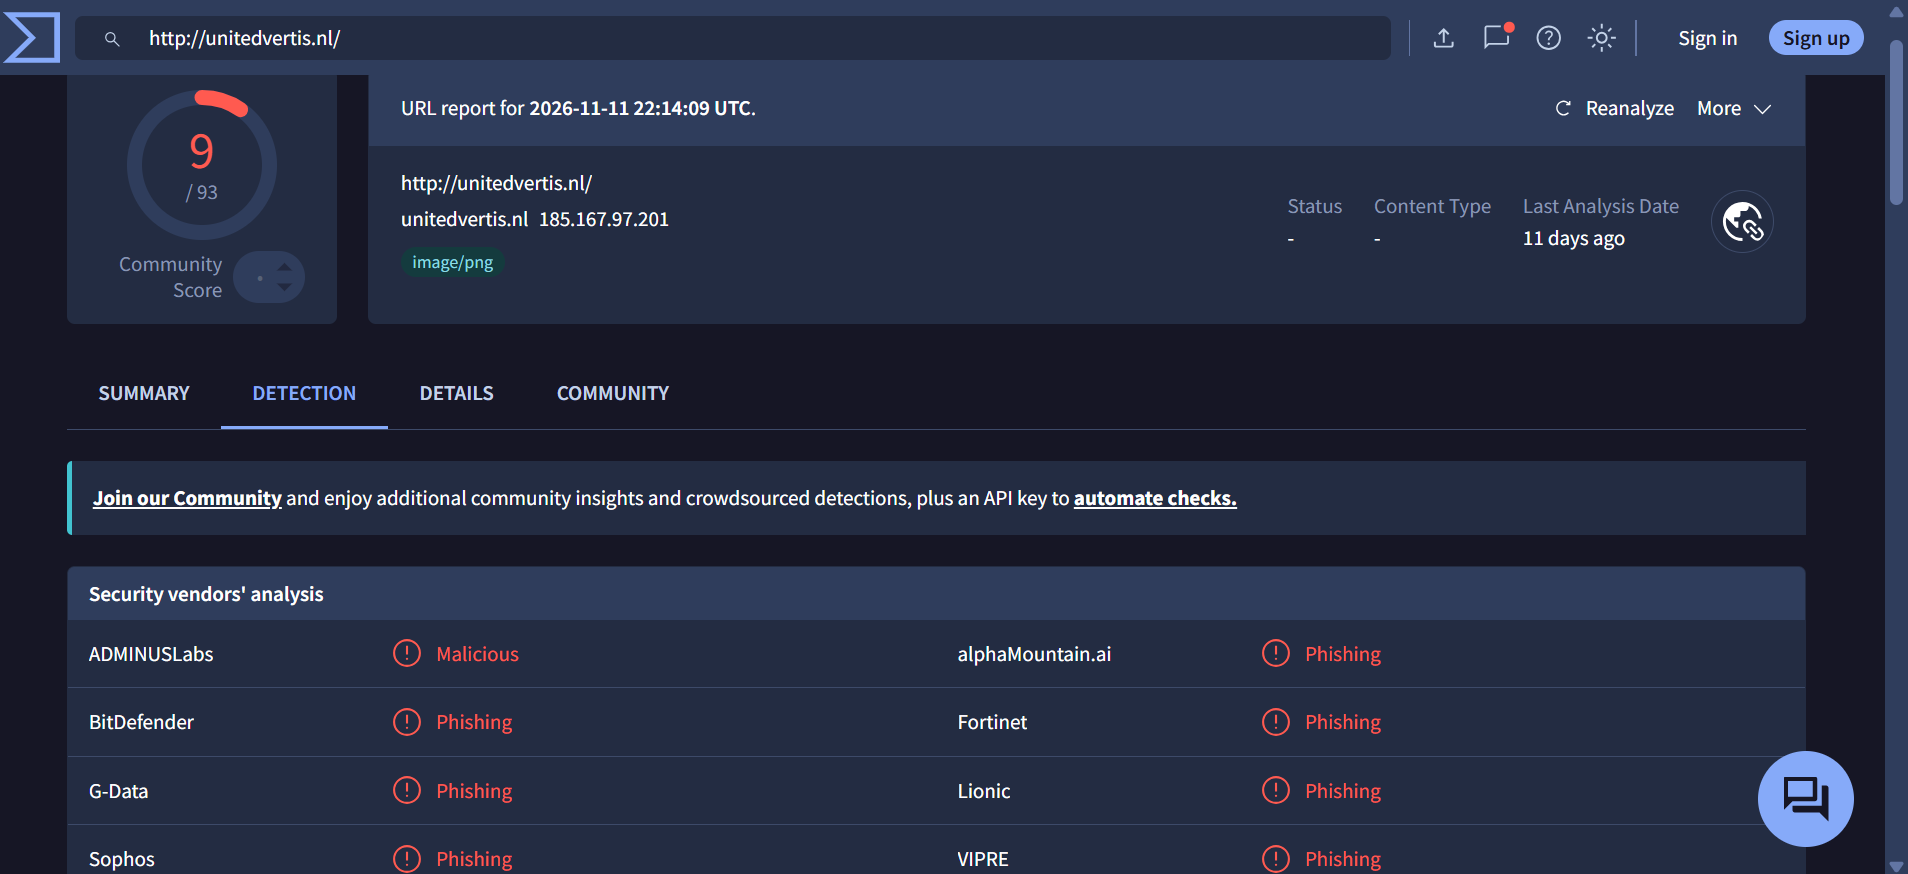 http://unitedvertis.nl/
Sign in
Sign up
9
/ 93
Community
Score
URL report for 2026-11-11 22:14:09 UTC.
Reanalyze
More
http://unitedvertis.nl/
unitedvertis.nl 185.167.97.201
image/png
Status
-
Content Type
-
Last Analysis Date
11 days ago
SUMMARY
DETECTION
DETAILS
COMMUNITY
Join our Community and enjoy additional community insights and crowdsourced detections, plus an API key to automate checks.
Security vendors' analysis
ADMINUSLabs
Malicious
alphaMountain.ai
Phishing
BitDefender
Phishing
Fortinet
Phishing
G-Data
Phishing
Lionic
Phishing
Sophos
Phishing
VIPRE
Phishing